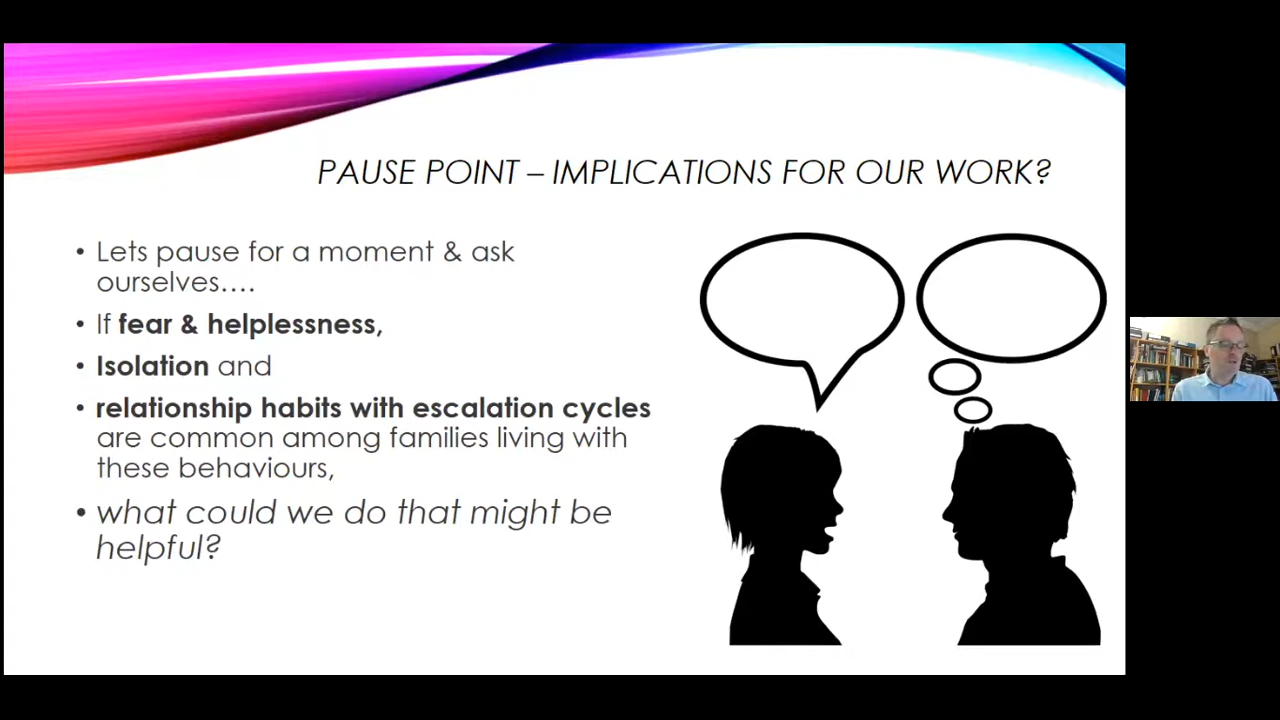 PAUSE POINT – IMPLICATIONS FOR OUR WORK?
• Lets pause for a moment & ask
ourselves….
• If fear & helplessness,
• Isolation and
• relationship habits with escalation cycles
are common among families living with
these behaviours,
• what could we do that might be
helpful?